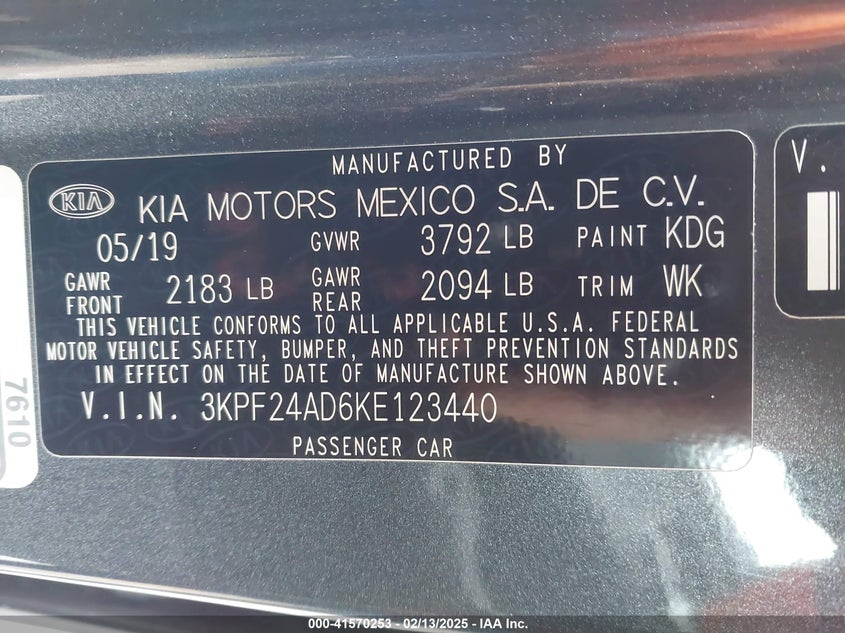 MANUFACTURED BY
KIA KIA MOTORS MEXICO S.A. DE C.V.
05/19 GVWR 3792 LB PAINT KDG
GAWR FRONT 2183 LB GAWR REAR 2094 LB TRIM WK
THIS VEHICLE CONFORMS TO ALL APPLICABLE U.S.A. FEDERAL
MOTOR VEHICLE SAFETY, BUMPER, AND THEFT PREVENTION STANDARDS
IN EFFECT ON THE DATE OF MANUFACTURE SHOWN ABOVE.
V.I.N. 3KPF24AD6KE123440
PASSENGER CAR
7610
V.
000-41570253 - 02/13/2025 - IAA Inc.